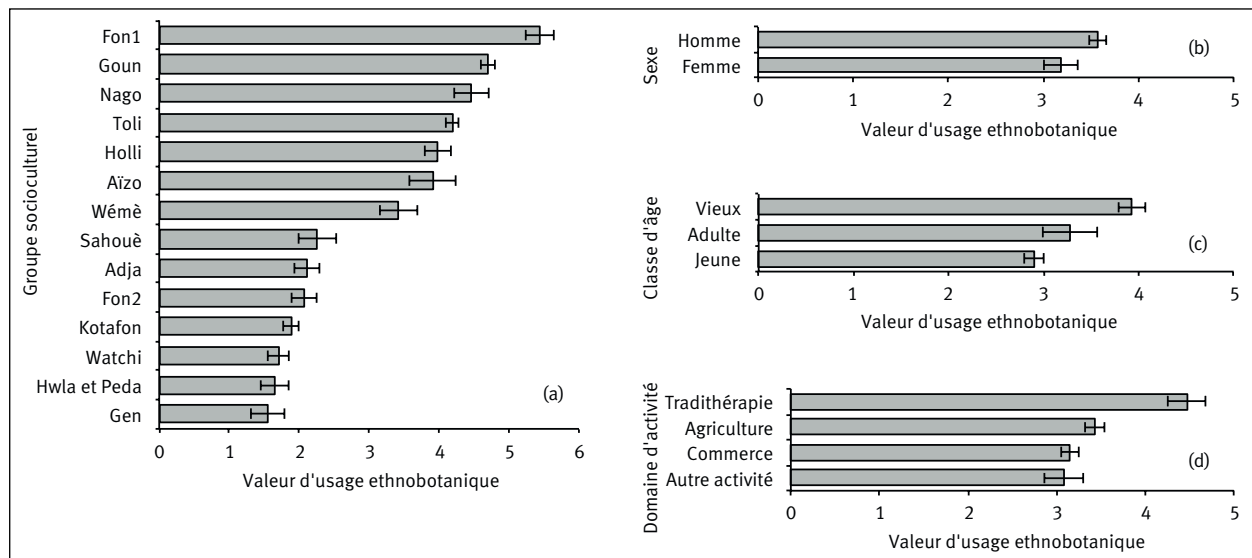 Groupe socioculturel
Fon1
Goun
Nago
Toli
Holli
Aïzo
Wémè
Sahouè
Adja
Fon2
Kotafon
Watchi
Hwla et Peda
Gen
(a)
0 1 2 3 4 5 6
Valeur d'usage ethnobotanique
Sexe
Homme
Femme
(b)
0 1 2 3 4 5
Valeur d'usage ethnobotanique
Classe d'âge
Vieux
Adulte
Jeune
(c)
0 1 2 3 4 5
Valeur d'usage ethnobotanique
Domaine d'activité
Tradithérapie
Agriculture
Commerce
Autre activité
(d)
0 1 2 3 4 5
Valeur d'usage ethnobotanique